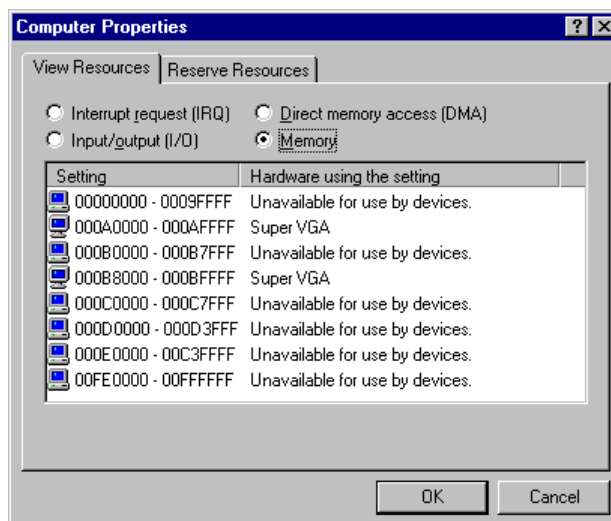 Computer Properties
View Resources Reserve Resources
Interrupt request (IRQ) Direct memory access (DMA)
Input/output (I/O) Memory
Setting Hardware using the setting
00000000 - 0009FFFF Unavailable for use by devices.
000A0000 - 000AFFFF Super VGA
000B0000 - 000B7FFF Unavailable for use by devices.
000B8000 - 000BFFFF Super VGA
000C0000 - 000C7FFF Unavailable for use by devices.
000D0000 - 000D3FFF Unavailable for use by devices.
000E0000 - 00C3FFFF Unavailable for use by devices.
00FE0000 - 00FFFFFF Unavailable for use by devices.
OK Cancel